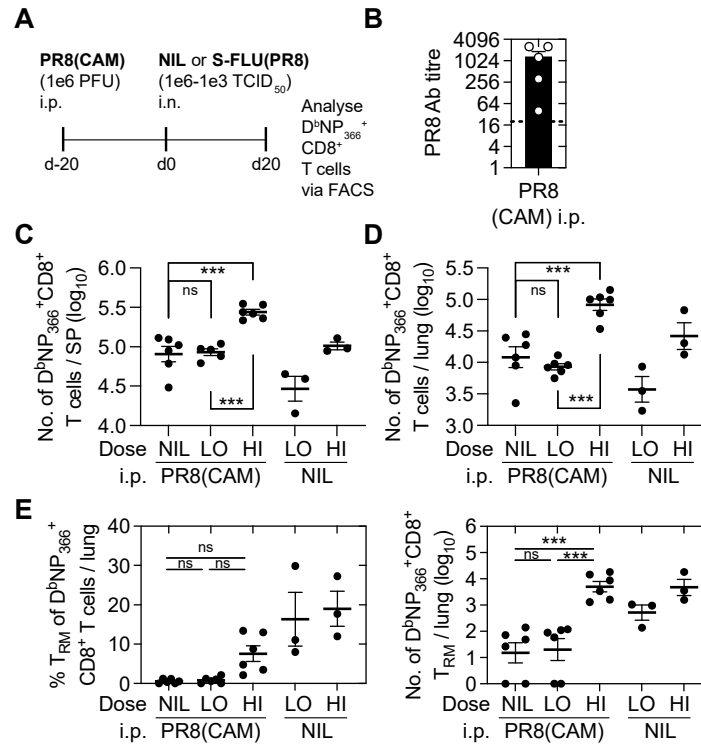 A
PR8(CAM)
(1e6 PFU)
i.p.
NIL or S-FLU(PR8)
(1e6-1e3 TCID50)
i.n.
d-20
d0
d20
Analyse
DbNP366+
CD8+
T cells
via FACS
B
PR8 Ab titre
4096
1024
256
64
16
4
1
PR8
(CAM) i.p.
C
No. of DbNP366+CD8+
T cells / SP (log10)
6.0
5.5
5.0
4.5
4.0
***
ns
***
Dose NIL LO HI LO HI
i.p. PR8(CAM) NIL
D
No. of DbNP366+CD8+
T cells / lung (log10)
5.5
5.0
4.5
4.0
3.5
3.0
***
ns
***
Dose NIL LO HI LO HI
i.p. PR8(CAM) NIL
E
% TRM of DbNP366+
CD8+ T cells / lung
40
30
20
10
0
ns
ns ns
Dose NIL LO HI LO HI
i.p. PR8(CAM) NIL
No. of DbNP366+CD8+
TRM / lung (log10)
6
5
4
3
2
1
0
***
ns ***
Dose NIL LO HI LO HI
i.p. PR8(CAM) NIL